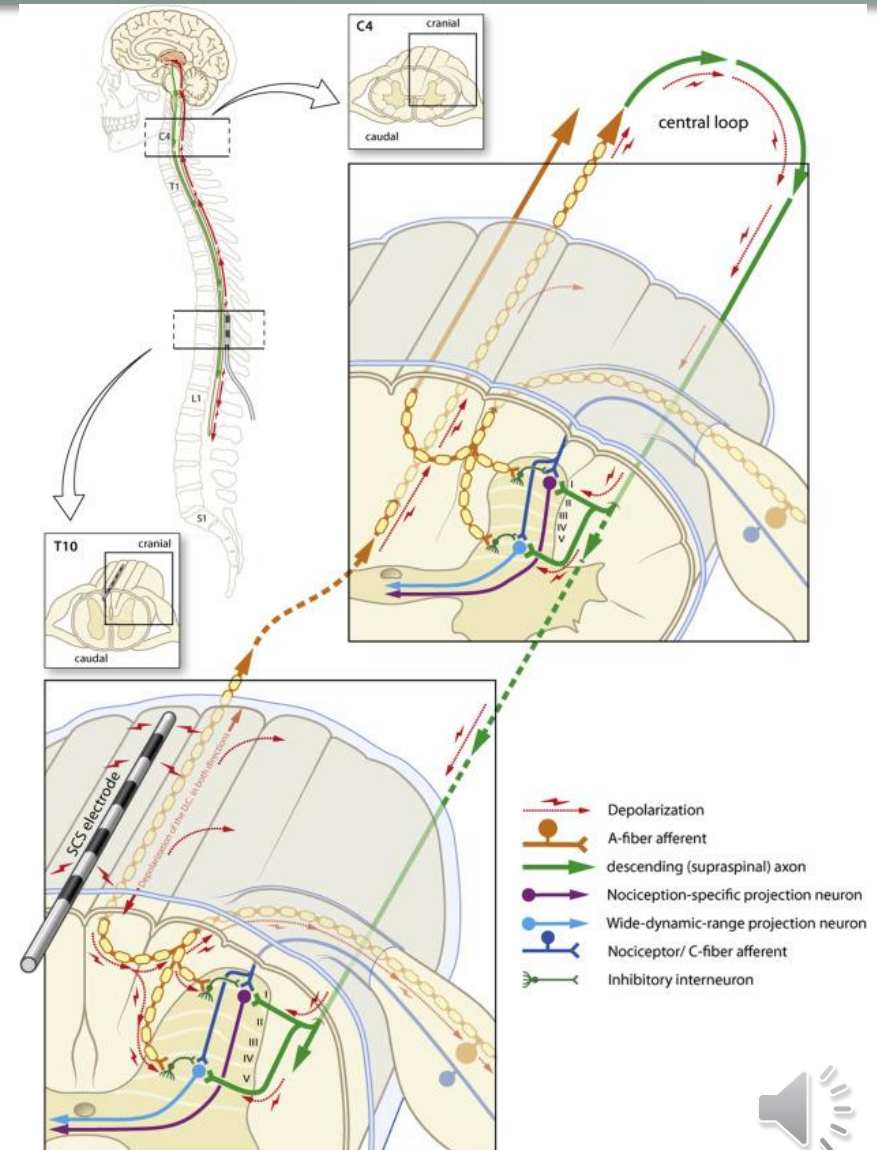 C4
cranial
caudal
central loop
C4
T1
L1
S1
I
II
III
IV
V
T10
cranial
caudal
SCS electrode
Depolarization of the D.C. in both directions
I
II
III
IV
V
Depolarization
A-fiber afferent
descending (supraspinal) axon
Nociception-specific projection neuron
Wide-dynamic-range projection neuron
Nociceptor/ C-fiber afferent
Inhibitory interneuron